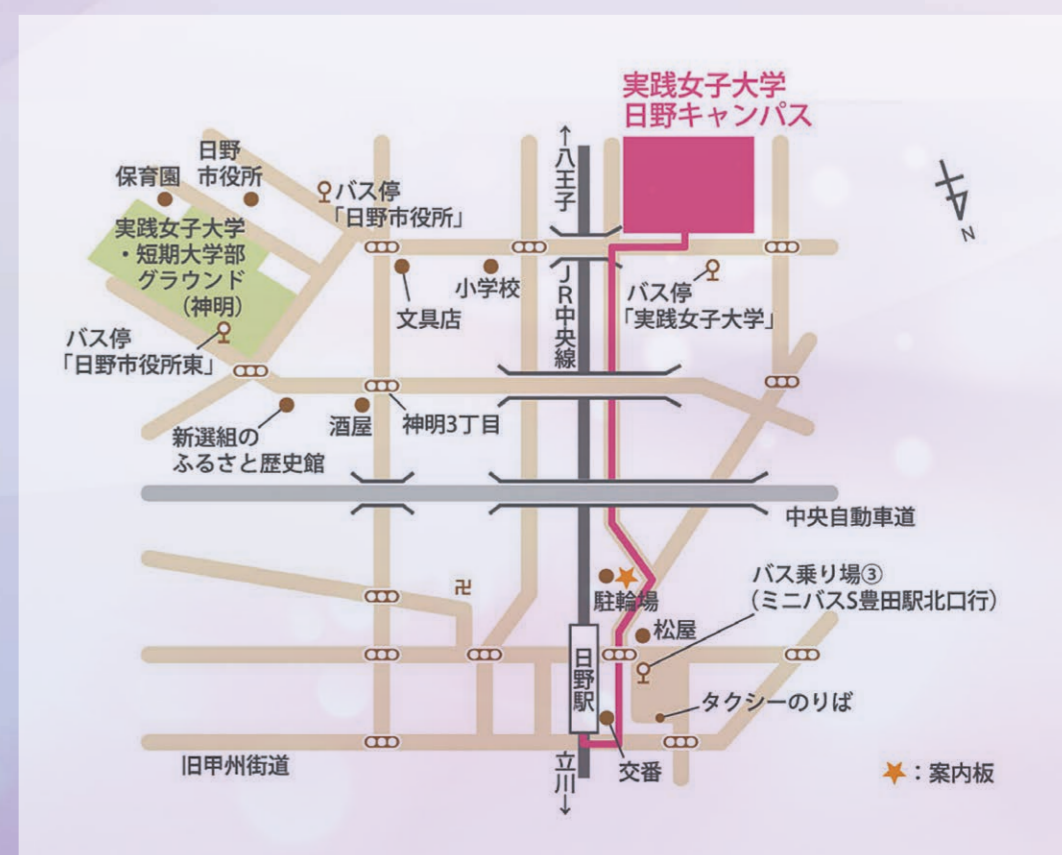 実践女子大学
日野キャンパス
↑八王子
日野
市役所
保育園
バス停
「日野市役所」
N
実践女子大学
・短期大学部
グラウンド
(神明)
小学校
文具店
JR中央線
バス停
「実践女子大学」
バス停
「日野市役所東」
酒屋
神明3丁目
新選組の
ふるさと歴史館
中央自動車道
卍
駐輪場
バス乗り場③
(ミニバスS豊田駅北口行)
松屋
日野駅
タクシーのりば
旧甲州街道
立川↓
交番
★:案内板